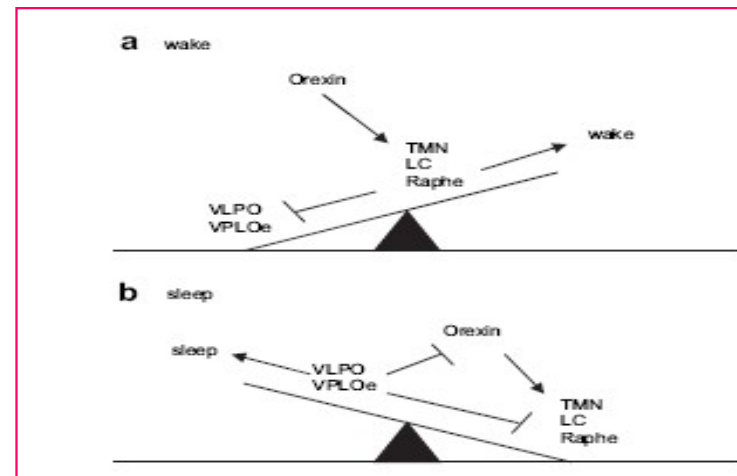 a wake
Orexin
TMN
LC
Raphe
wake
VLPO
VPLOe
b sleep
Orexin
sleep
VLPO
VPLOe
TMN
LC
Raphe